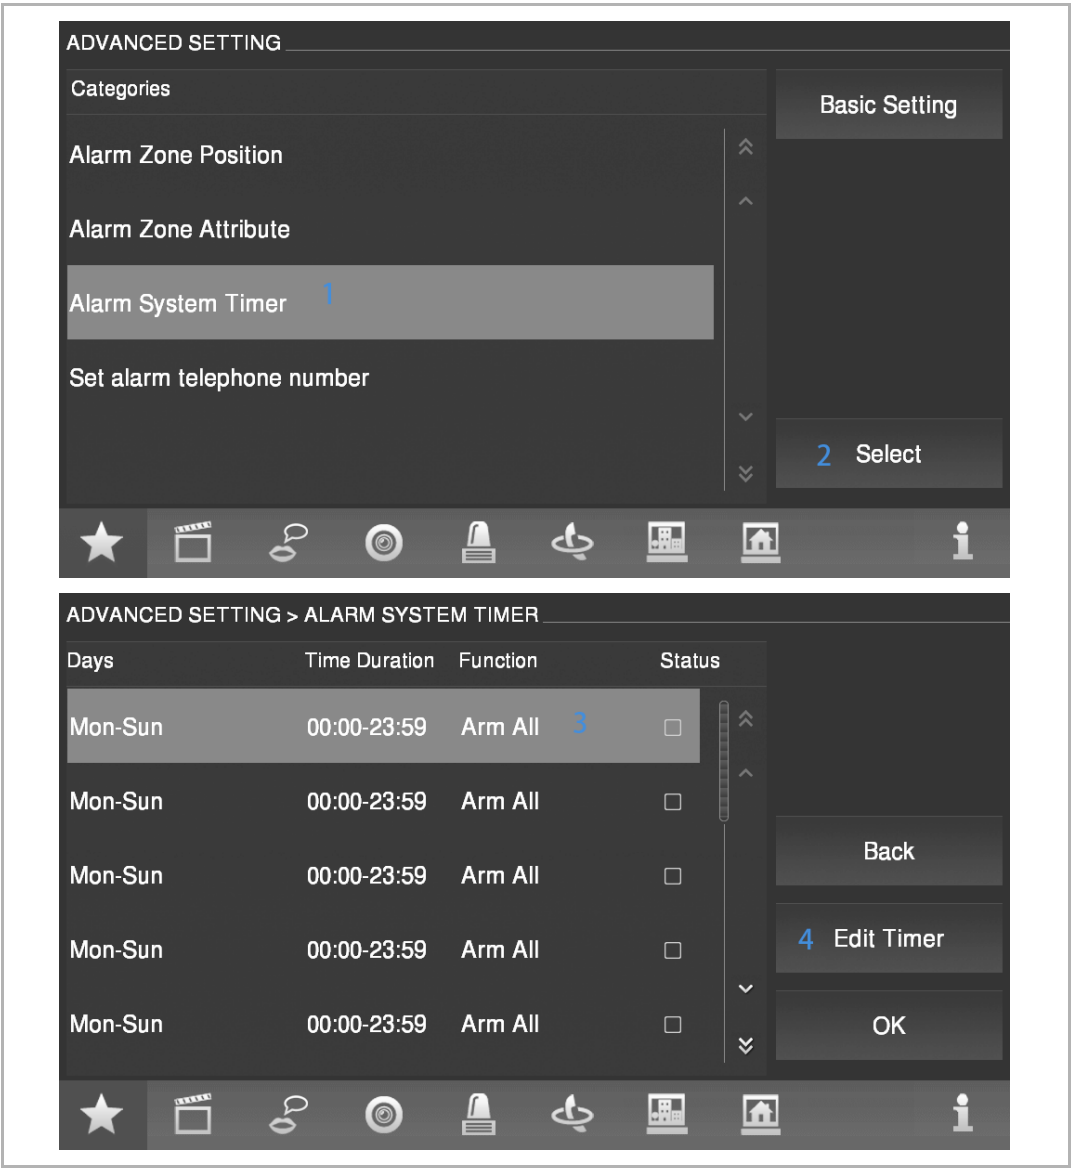 ADVANCED SETTING
Categories
Basic Setting
Alarm Zone Position
Alarm Zone Attribute
Alarm System Timer 1
Set alarm telephone number
2 Select
ADVANCED SETTING > ALARM SYSTEM TIMER
Days Time Duration Function Status
Mon-Sun 00:00-23:59 Arm All 3
Mon-Sun 00:00-23:59 Arm All
Mon-Sun 00:00-23:59 Arm All
Mon-Sun 00:00-23:59 Arm All
Mon-Sun 00:00-23:59 Arm All
Back
4 Edit Timer
OK